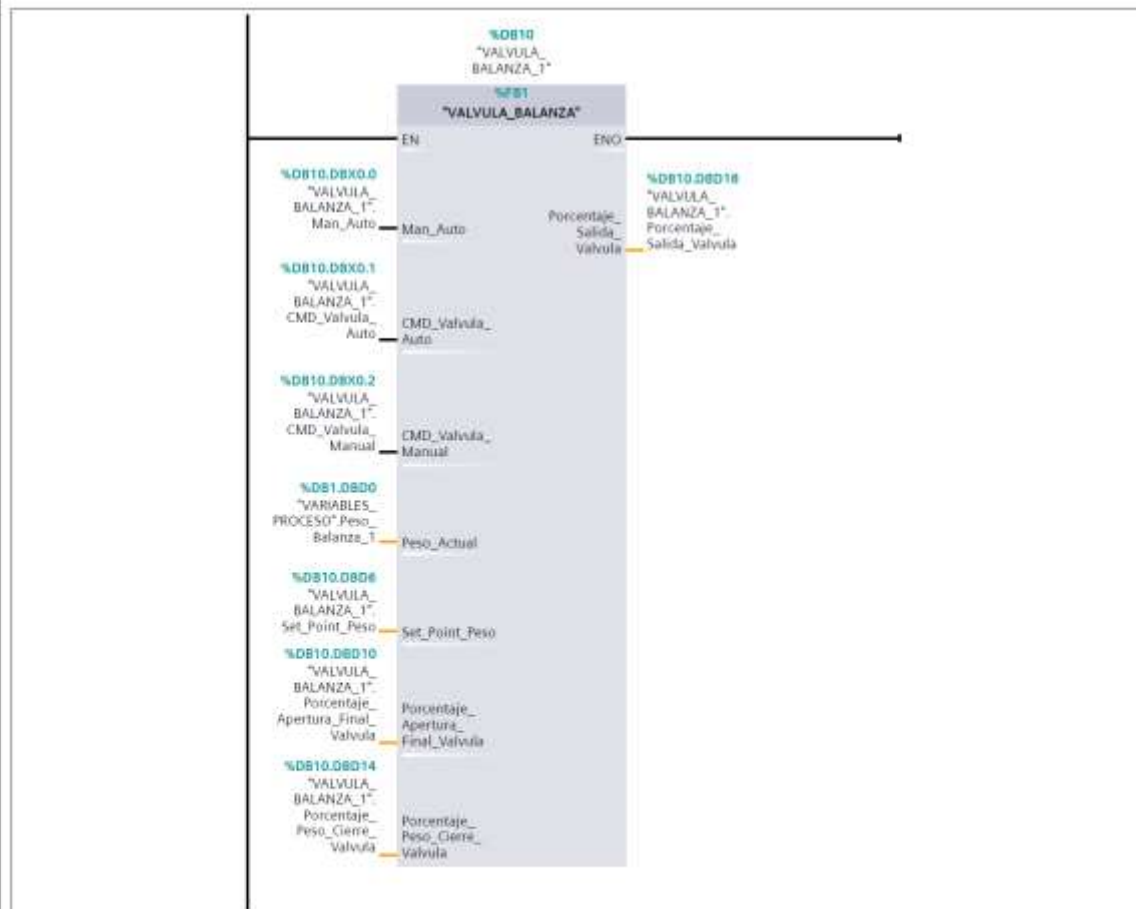 %DB10
"VALVULA_
BALANZA_1"
%FB1
"VALVULA_BALANZA"
EN
ENO
%DB10.DBX0.0
"VALVULA_
BALANZA_1".
Man_Auto
Man_Auto
%DB10.DBX0.1
"VALVULA_
BALANZA_1".
CMD_Valvula_
Auto
CMD_Valvula_
Auto
%DB10.DBX0.2
"VALVULA_
BALANZA_1".
CMD_Valvula_
Manual
CMD_Valvula_
Manual
%DB1.DBD0
"VARIABLES_
PROCESO".Peso_
Balanza_1
Peso_Actual
%DB10.DBD6
"VALVULA_
BALANZA_1".
Set_Point_Peso
Set_Point_Peso
%DB10.DBD10
"VALVULA_
BALANZA_1".
Porcentaje_
Apertura_Final_
Valvula
Porcentaje_
Apertura_
Final_Valvula
%DB10.DBD14
"VALVULA_
BALANZA_1".
Porcentaje_
Peso_Cierre_
Valvula
Porcentaje_
Peso_Cierre_
Valvula
Porcentaje_
Salida_
Valvula
%DB10.DBD18
"VALVULA_
BALANZA_1".
Porcentaje_
Salida_Valvula